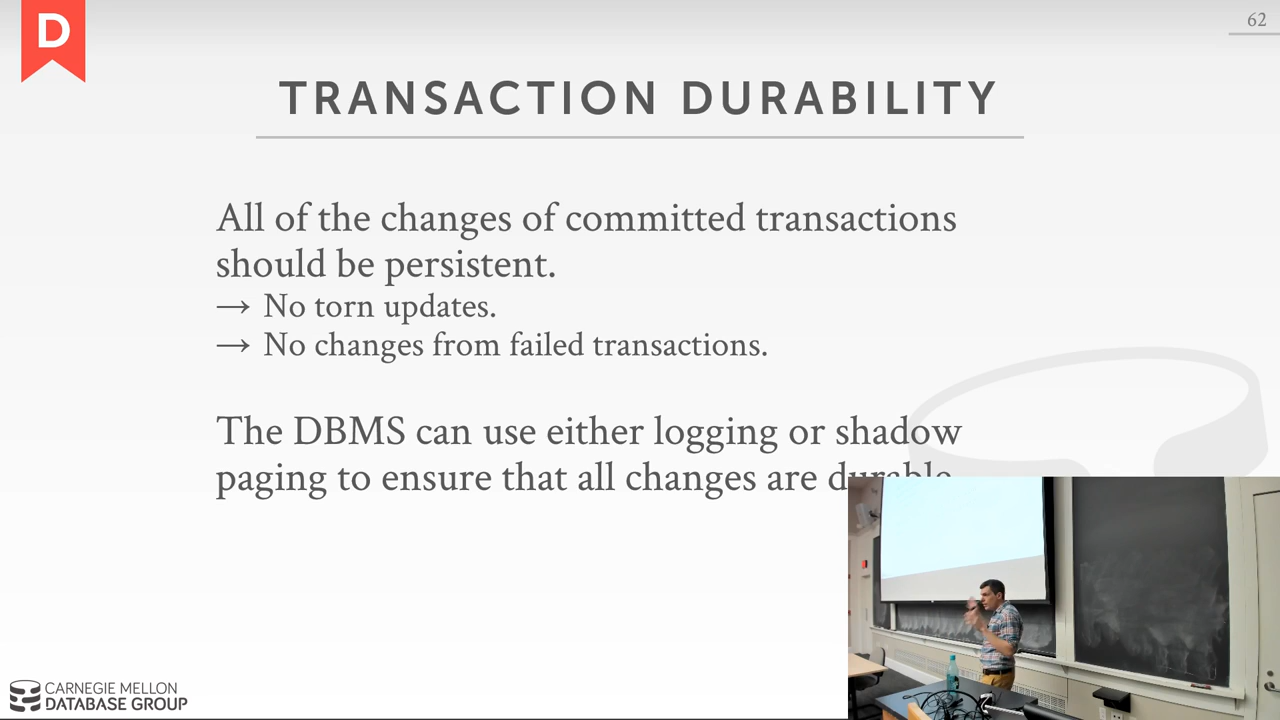 D
62
TRANSACTION DURABILITY
All of the changes of committed transactions
should be persistent.
→ No torn updates.
→ No changes from failed transactions.
The DBMS can use either logging or shadow
paging to ensure that all changes are durable
CARNEGIE MELLON
DATABASE GROUP